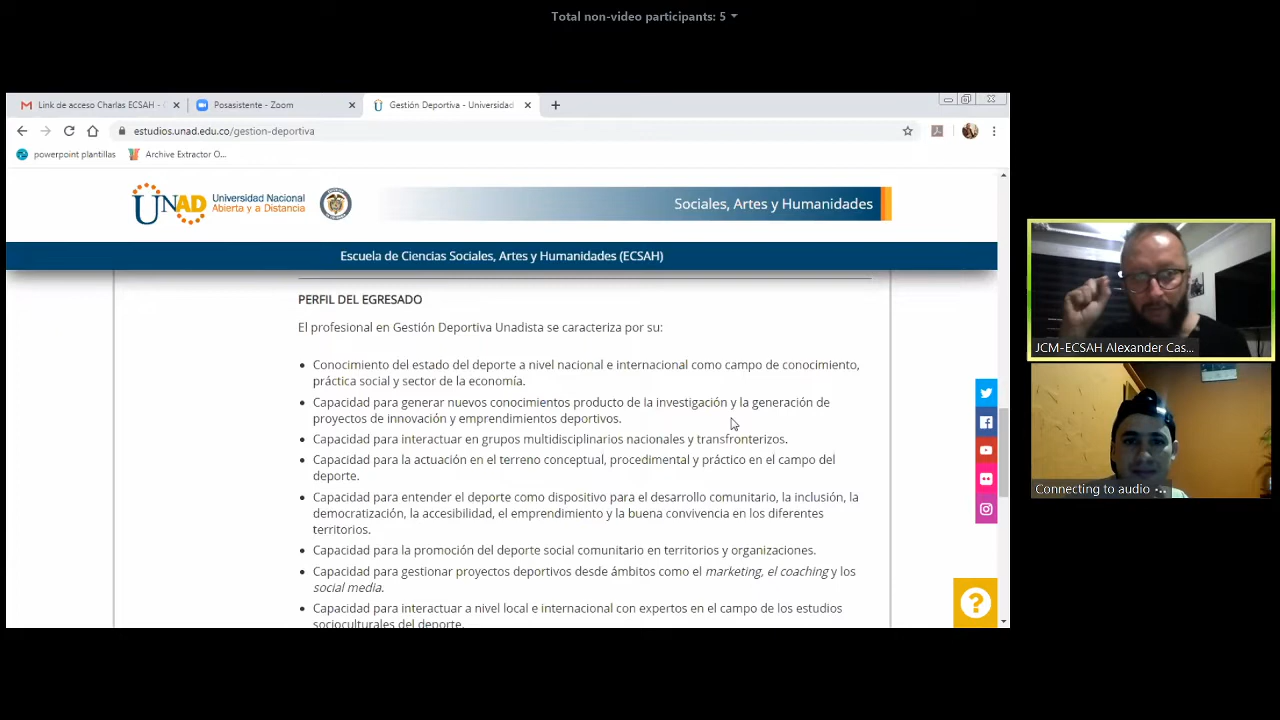 Total non-video participants: 5
Link de acceso Charlas ECSAH -
Posasistente - Zoom
Gestión Deportiva - Universidad
estudios.unad.edu.co/gestion-deportiva
powerpoint plantillas
Archive Extractor O...
UNAD Universidad Nacional
Abierta y a Distancia
Sociales, Artes y Humanidades
Escuela de Ciencias Sociales, Artes y Humanidades (ECSAH)
PERFIL DEL EGRESADO
El profesional en Gestión Deportiva Unadista se caracteriza por su:
• Conocimiento del estado del deporte a nivel nacional e internacional como campo de conocimiento,
práctica social y sector de la economía.
• Capacidad para generar nuevos conocimientos producto de la investigación y la generación de
proyectos de innovación y emprendimientos deportivos.
• Capacidad para interactuar en grupos multidisciplinarios nacionales y transfronterizos.
• Capacidad para la actuación en el terreno conceptual, procedimental y práctico en el campo del
deporte.
• Capacidad para entender el deporte como dispositivo para el desarrollo comunitario, la inclusión, la
democratización, la accesibilidad, el emprendimiento y la buena convivencia en los diferentes
territorios.
• Capacidad para la promoción del deporte social comunitario en territorios y organizaciones.
• Capacidad para gestionar proyectos deportivos desde ámbitos como el marketing, el coaching y los
social media.
• Capacidad para interactuar a nivel local e internacional con expertos en el campo de los estudios
socioculturales del deporte.
JCM-ECSAH Alexander Cas...
Connecting to audio